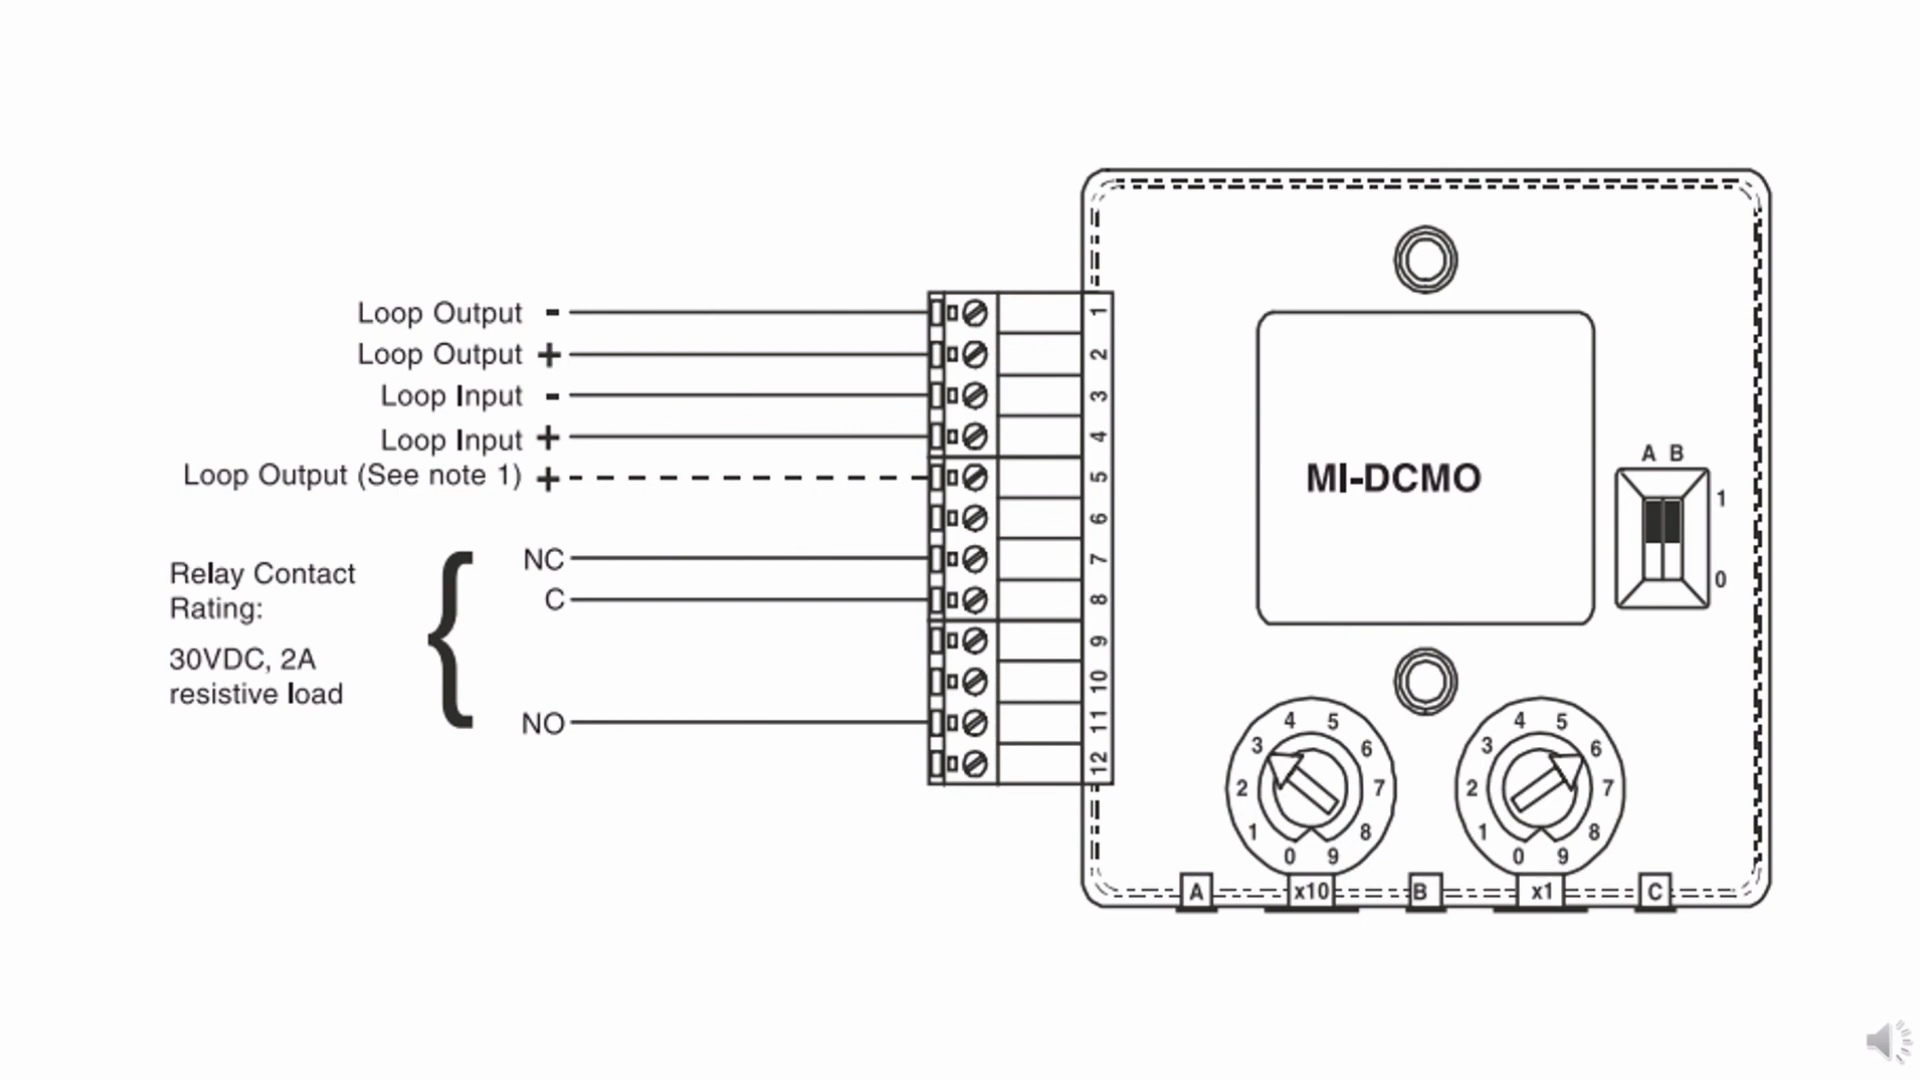 Loop Output -
Loop Output +
Loop Input -
Loop Input +
Loop Output (See note 1) +
Relay Contact
Rating:
30VDC, 2A
resistive load
NC
C
NO
1
2
3
4
5
6
7
8
9
10
11
12
MI-DCMO
A B
1
0
0 1 2 3 4 5 6 7 8 9
0 1 2 3 4 5 6 7 8 9
A x10 B x1 C